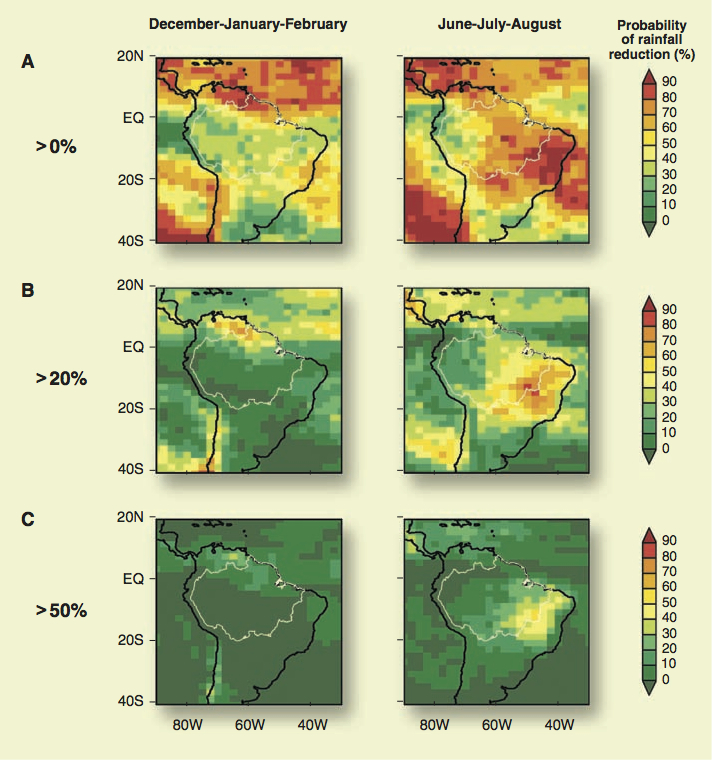 December-January-February
June-July-August
Probability
of rainfall
reduction (%)
A
>0%
20N
EQ
20S
40S
90
80
70
60
50
40
30
20
10
0
B
>20%
20N
EQ
20S
40S
90
80
70
60
50
40
30
20
10
0
C
>50%
20N
EQ
20S
40S
90
80
70
60
50
40
30
20
10
0
80W 60W 40W
80W 60W 40W